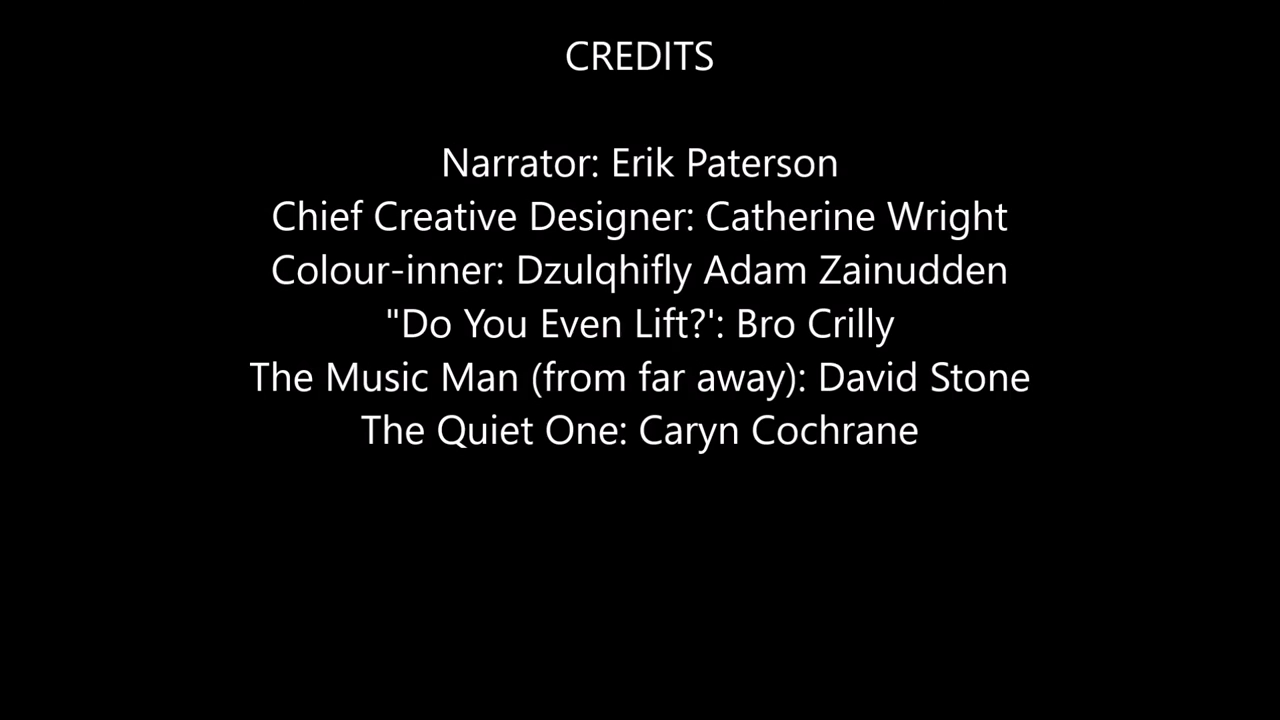 CREDITS
Narrator: Erik Paterson
Chief Creative Designer: Catherine Wright
Colour-inner: Dzulqhifly Adam Zainudden
"Do You Even Lift?': Bro Crilly
The Music Man (from far away): David Stone
The Quiet One: Caryn Cochrane